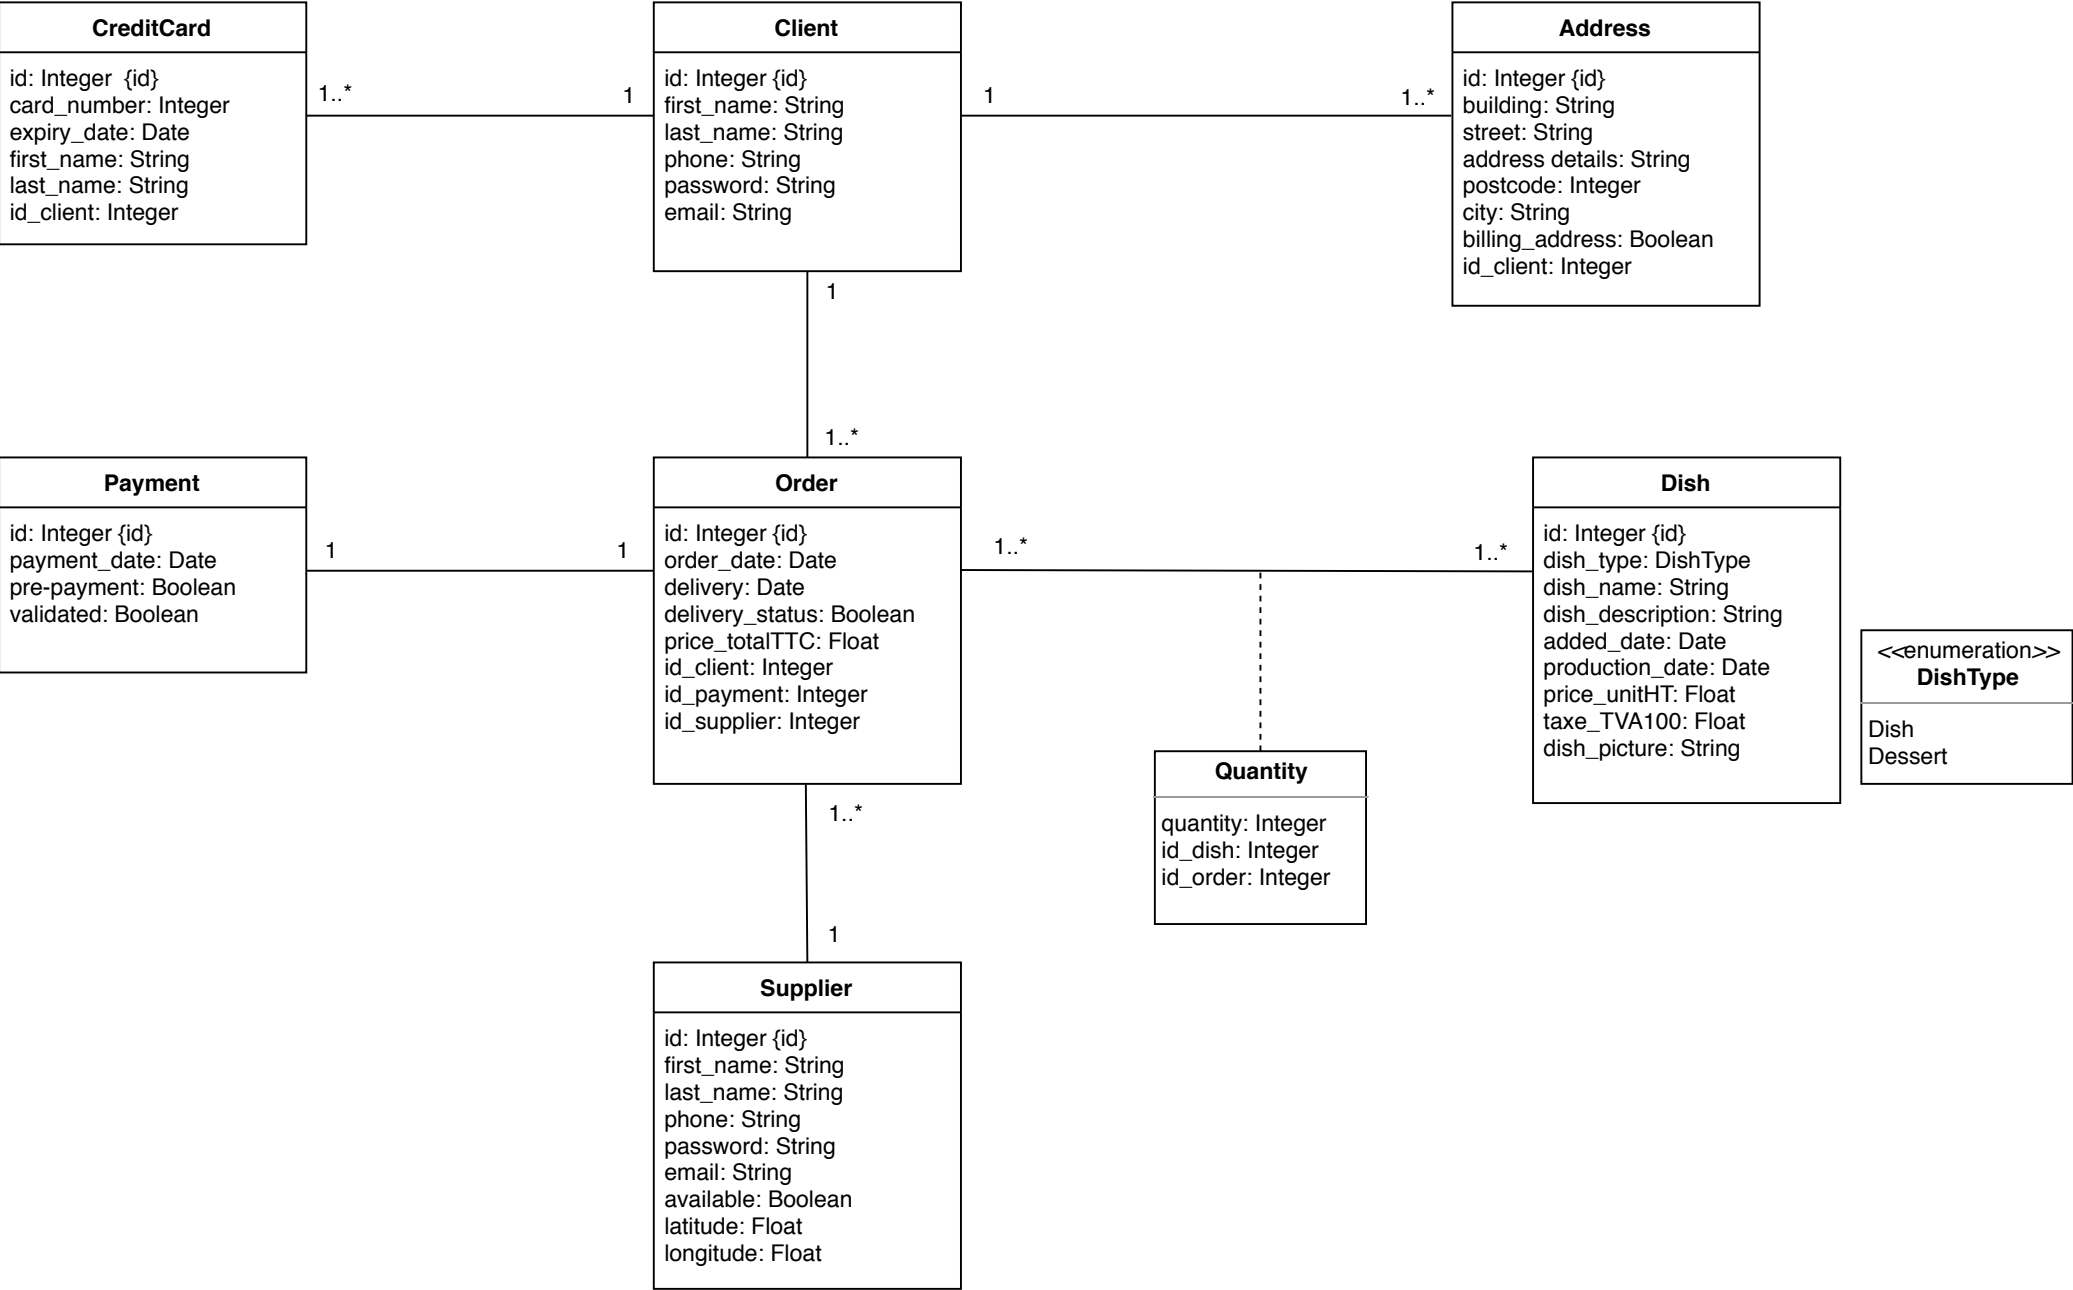 CreditCard
id: Integer  {id}
card_number: Integer
expiry_date: Date
first_name: String
last_name: String
id_client: Integer
1..*
1
Client
id: Integer {id}
first_name: String
last_name: String
phone: String
password: String
email: String
1
1..*
Address
id: Integer {id}
building: String
street: String
address details: String
postcode: Integer
city: String
billing_address: Boolean
id_client: Integer
1
1..*
Payment
id: Integer {id}
payment_date: Date
pre-payment: Boolean
validated: Boolean
1
1
Order
id: Integer {id}
order_date: Date
delivery: Date
delivery_status: Boolean
price_totalTTC: Float
id_client: Integer
id_payment: Integer
id_supplier: Integer
1..*
1..*
Dish
id: Integer {id}
dish_type: DishType
dish_name: String
dish_description: String
added_date: Date
production_date: Date
price_unitHT: Float
taxe_TVA100: Float
dish_picture: String
<<enumeration>>
DishType
Dish
Dessert
Quantity
quantity: Integer
id_dish: Integer
id_order: Integer
1..*
1
Supplier
id: Integer {id}
first_name: String
last_name: String
phone: String
password: String
email: String
available: Boolean
latitude: Float
longitude: Float